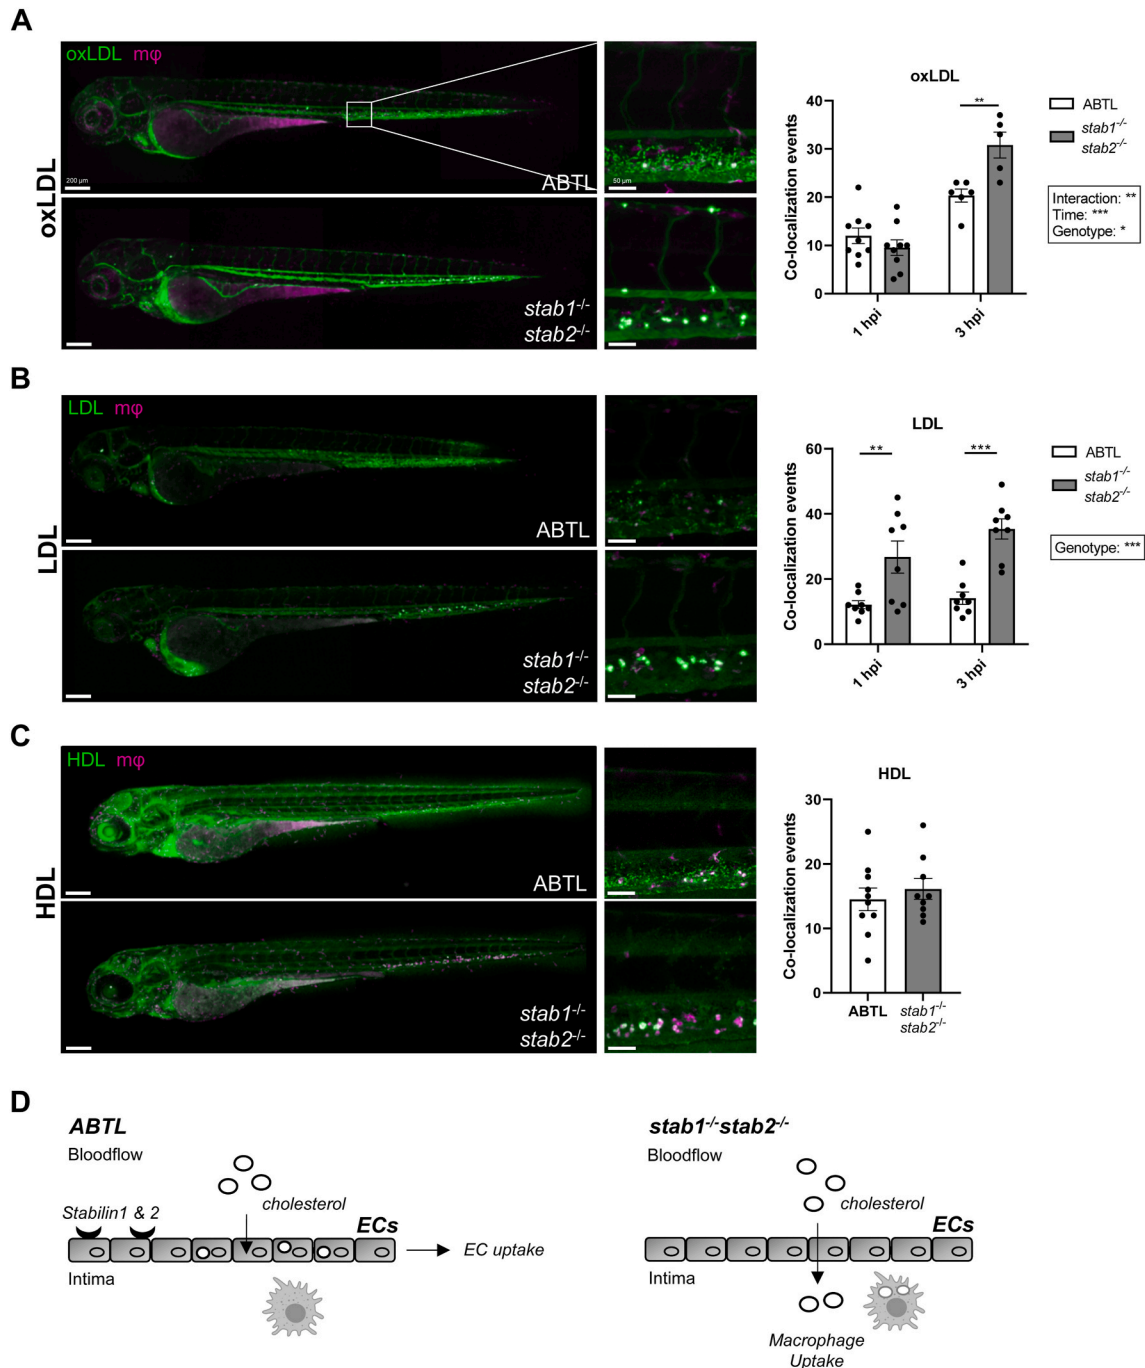 A
oxLDL mφ
oxLDL
200 μm
ABTL
50 μm
stab1-/-
stab2-/-
oxLDL
Co-localization events
40
30
20
10
0
**
1 hpi
3 hpi
ABTL
stab1-/-
stab2-/-
Interaction: **
Time: ***
Genotype: *
B
LDL mφ
LDL
ABTL
stab1-/-
stab2-/-
LDL
Co-localization events
60
40
20
0
**
***
1 hpi
3 hpi
ABTL
stab1-/-
stab2-/-
Genotype: ***
C
HDL mφ
HDL
ABTL
stab1-/-
stab2-/-
HDL
Co-localization events
30
20
10
0
ABTL
stab1-/-
stab2-/-
D
ABTL
Bloodflow
Stabilin1 & 2
cholesterol
ECs
EC uptake
Intima
stab1-/-stab2-/-
Bloodflow
cholesterol
ECs
Intima
Macrophage
Uptake